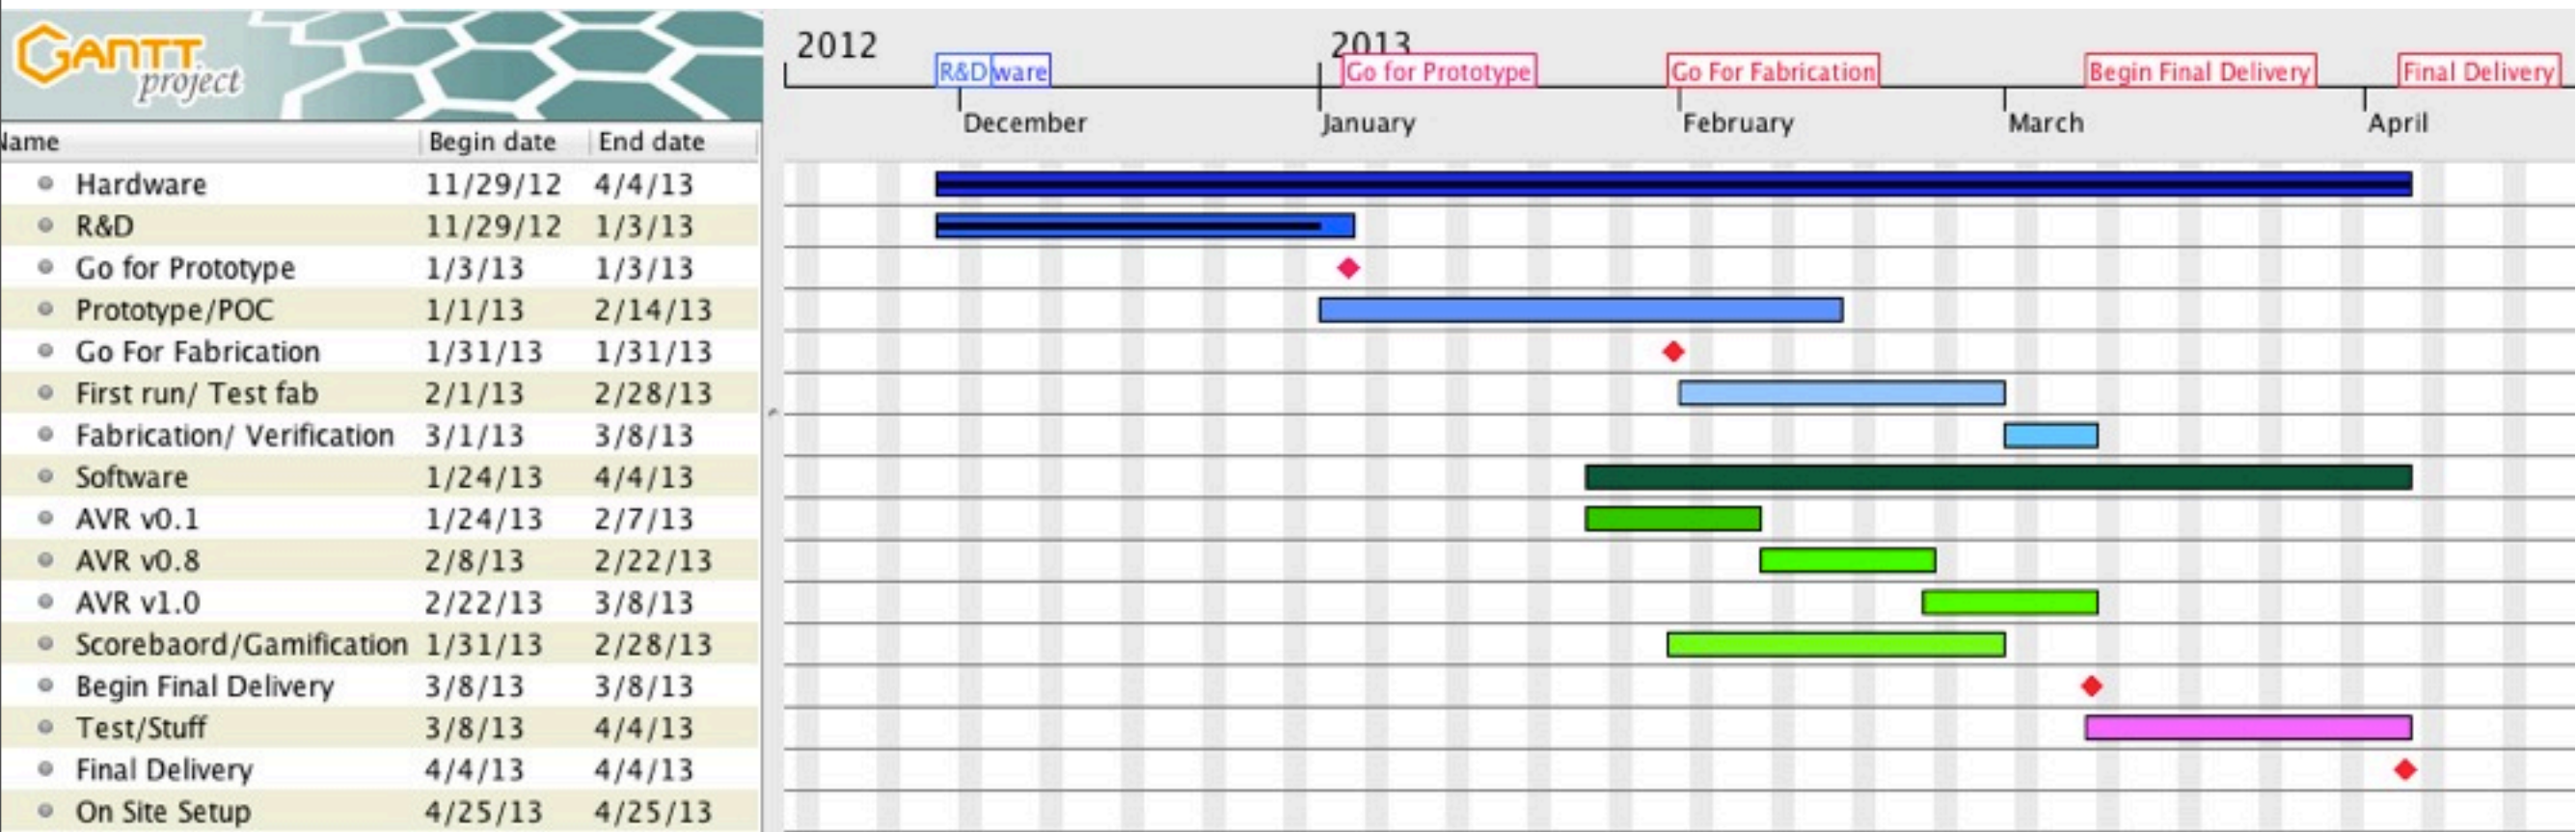 GANTT
project
2012
2013
R&D
ware
Go for Prototype
Go For Fabrication
Begin Final Delivery
Final Delivery
December
January
February
March
April
Name Begin date End date
Hardware 11/29/12 4/4/13
R&D 11/29/12 1/3/13
Go for Prototype 1/3/13 1/3/13
Prototype/POC 1/1/13 2/14/13
Go For Fabrication 1/31/13 1/31/13
First run/ Test fab 2/1/13 2/28/13
Fabrication/ Verification 3/1/13 3/8/13
Software 1/24/13 4/4/13
AVR v0.1 1/24/13 2/7/13
AVR v0.8 2/8/13 2/22/13
AVR v1.0 2/22/13 3/8/13
Scorebaord/Gamification 1/31/13 2/28/13
Begin Final Delivery 3/8/13 3/8/13
Test/Stuff 3/8/13 4/4/13
Final Delivery 4/4/13 4/4/13
On Site Setup 4/25/13 4/25/13